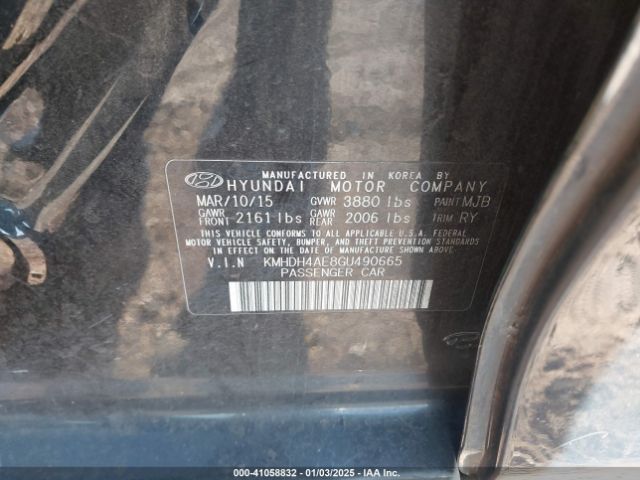 MANUFACTURED IN KOREA BY
HYUNDAI MOTOR COMPANY
MAR/10/15 GVWR 3880 lbs PAINT MJB
GAWR FRONT 2161 lbs GAWR REAR 2006 lbs TRIM RY
THIS VEHICLE CONFORMS TO ALL APPLICABLE U.S.A. FEDERAL
MOTOR VEHICLE SAFETY, BUMPER, AND THEFT PREVENTION STANDARDS
IN EFFECT ON THE DATE OF MANUFACTURE SHOWN ABOVE.
V.I.N KMHDH4AE8GU490665
PASSENGER CAR
000-41058832 - 01/03/2025 - IAA Inc.